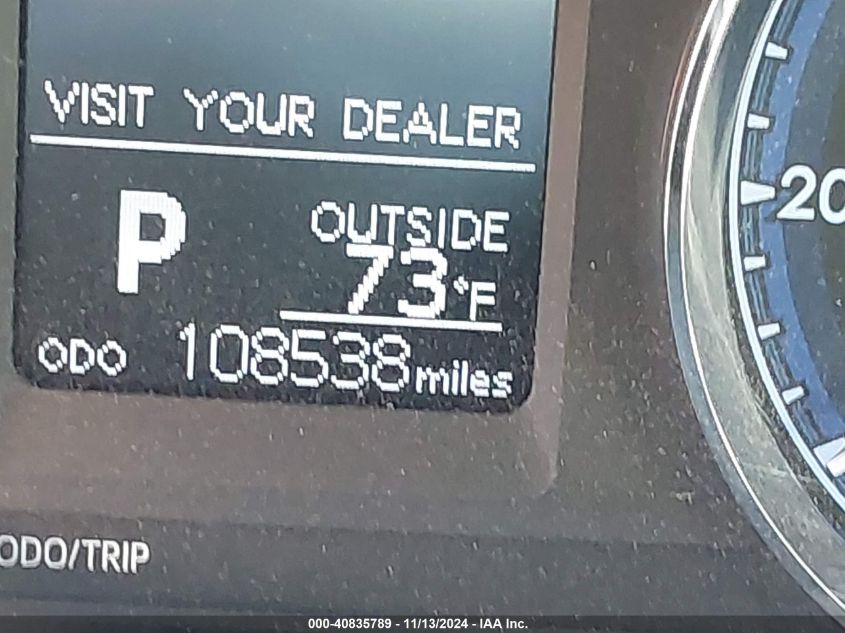 VISIT YOUR DEALER
P
OUTSIDE
73°F
ODO 108538 miles
20
ODO/TRIP
000-40835789 - 11/13/2024 - IAA Inc.